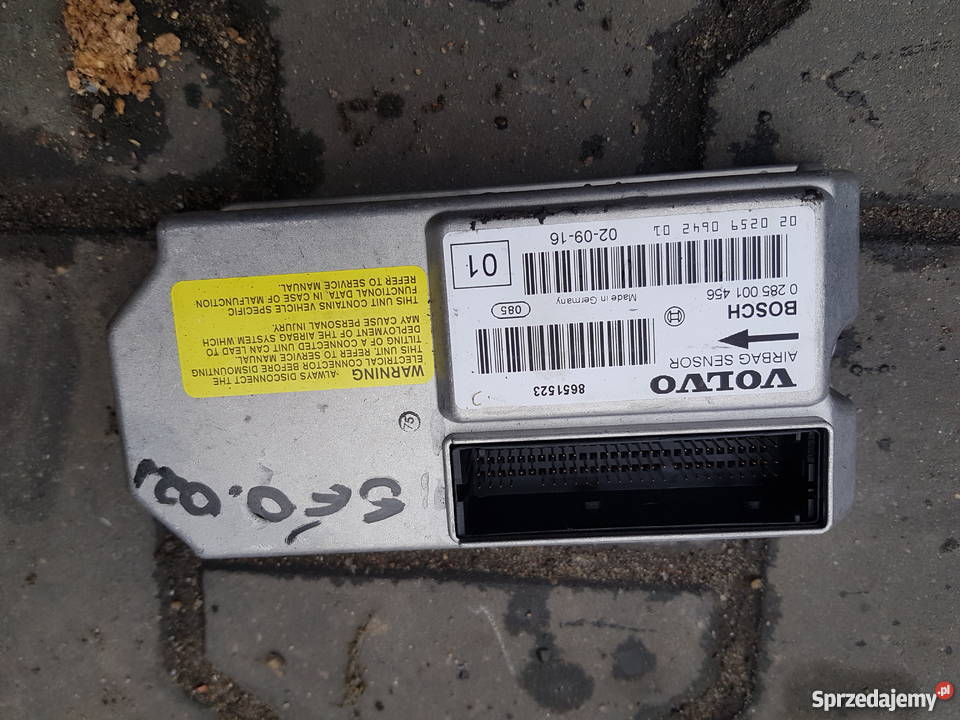 VOLVO
AIRBAG SENSOR
8651523
BOSCH
0 285 001 456
085
Made in Germany
01
02-09-16
02 0259 0642 01
WARNING
-ALWAYS DISCONNECT THE
ELECTRICAL CONNECTOR BEFORE DISMOUNTING
THIS UNIT, REFER TO SERVICE MANUAL.
TILTING OF A CONNECTED UNIT CAN LEAD TO
DEPLOYMENT OF THE AIRBAG SYSTEM WHICH
MAY CAUSE PERSONAL INJURY.
THIS UNIT CONTAINS VEHICLE SPECIFIC
FUNCTIONAL DATA. IN CASE OF MALFUNCTION
REFER TO SERVICE MANUAL.
75
Sprzedajemy.pl